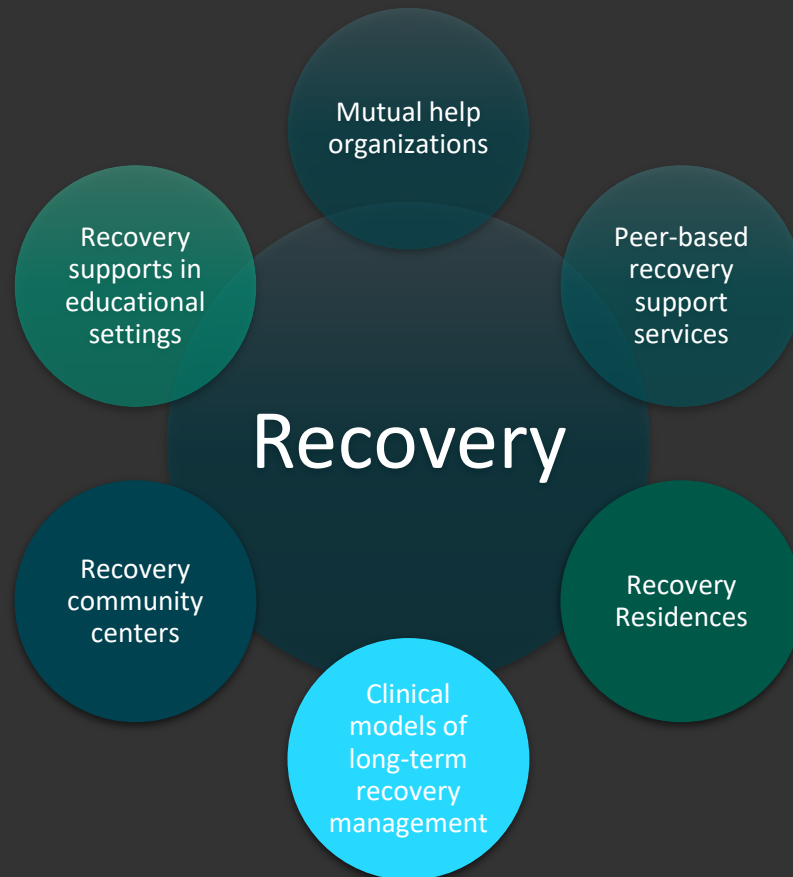 Mutual help
organizations
Peer-based
recovery
support
services
Recovery
Residences
Clinical
models of
long-term
recovery
management
Recovery
community
centers
Recovery
supports in
educational
settings
Recovery